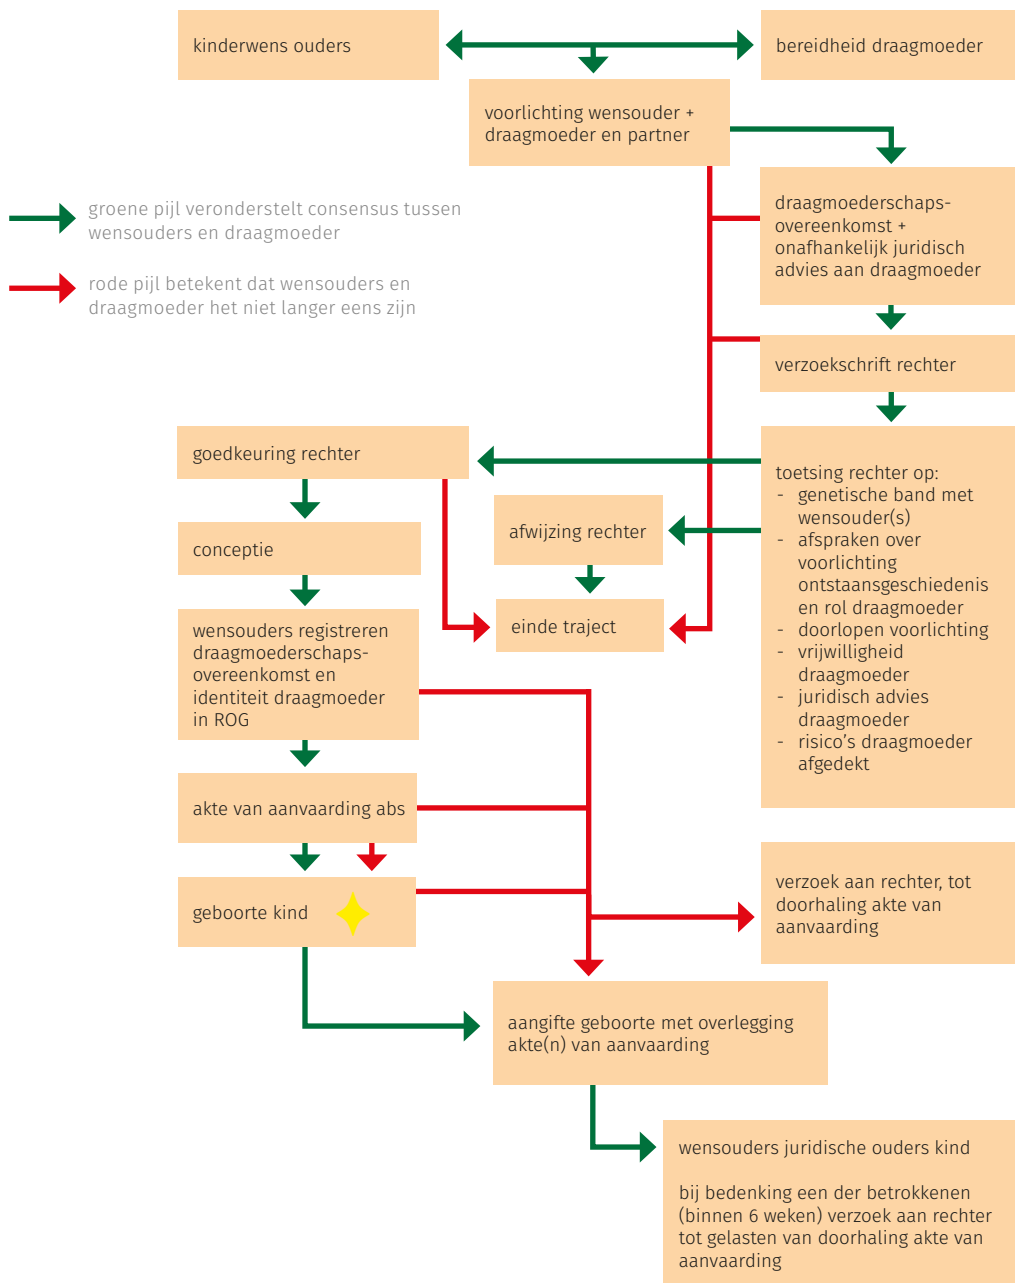 kinderwens ouders
bereidheid draagmoeder
voorlichting wensouder +
draagmoeder en partner
groene pijl veronderstelt consensus tussen
wensouders en draagmoeder
rode pijl betekent dat wensouders en
draagmoeder het niet langer eens zijn
draagmoederschaps-
overeenkomst +
onafhankelijk juridisch
advies aan draagmoeder
verzoekschrift rechter
toetsing rechter op:
- genetische band met
wensouder(s)
- afspraken over
voorlichting
ontstaansgeschiedenis
en rol draagmoeder
- doorlopen voorlichting
- vrijwilligheid
draagmoeder
- juridisch advies
draagmoeder
- risico's draagmoeder
afgedekt
goedkeuring rechter
afwijzing rechter
conceptie
einde traject
wensouders registreren
draagmoederschaps-
overeenkomst en
identiteit draagmoeder
in ROG
akte van aanvaarding abs
geboorte kind
verzoek aan rechter, tot
doorhaling akte van
aanvaarding
aangifte geboorte met overlegging
akte(n) van aanvaarding
wensouders juridische ouders kind
bij bedenking een der betrokkenen
(binnen 6 weken) verzoek aan rechter
tot gelasten van doorhaling akte van
aanvaarding